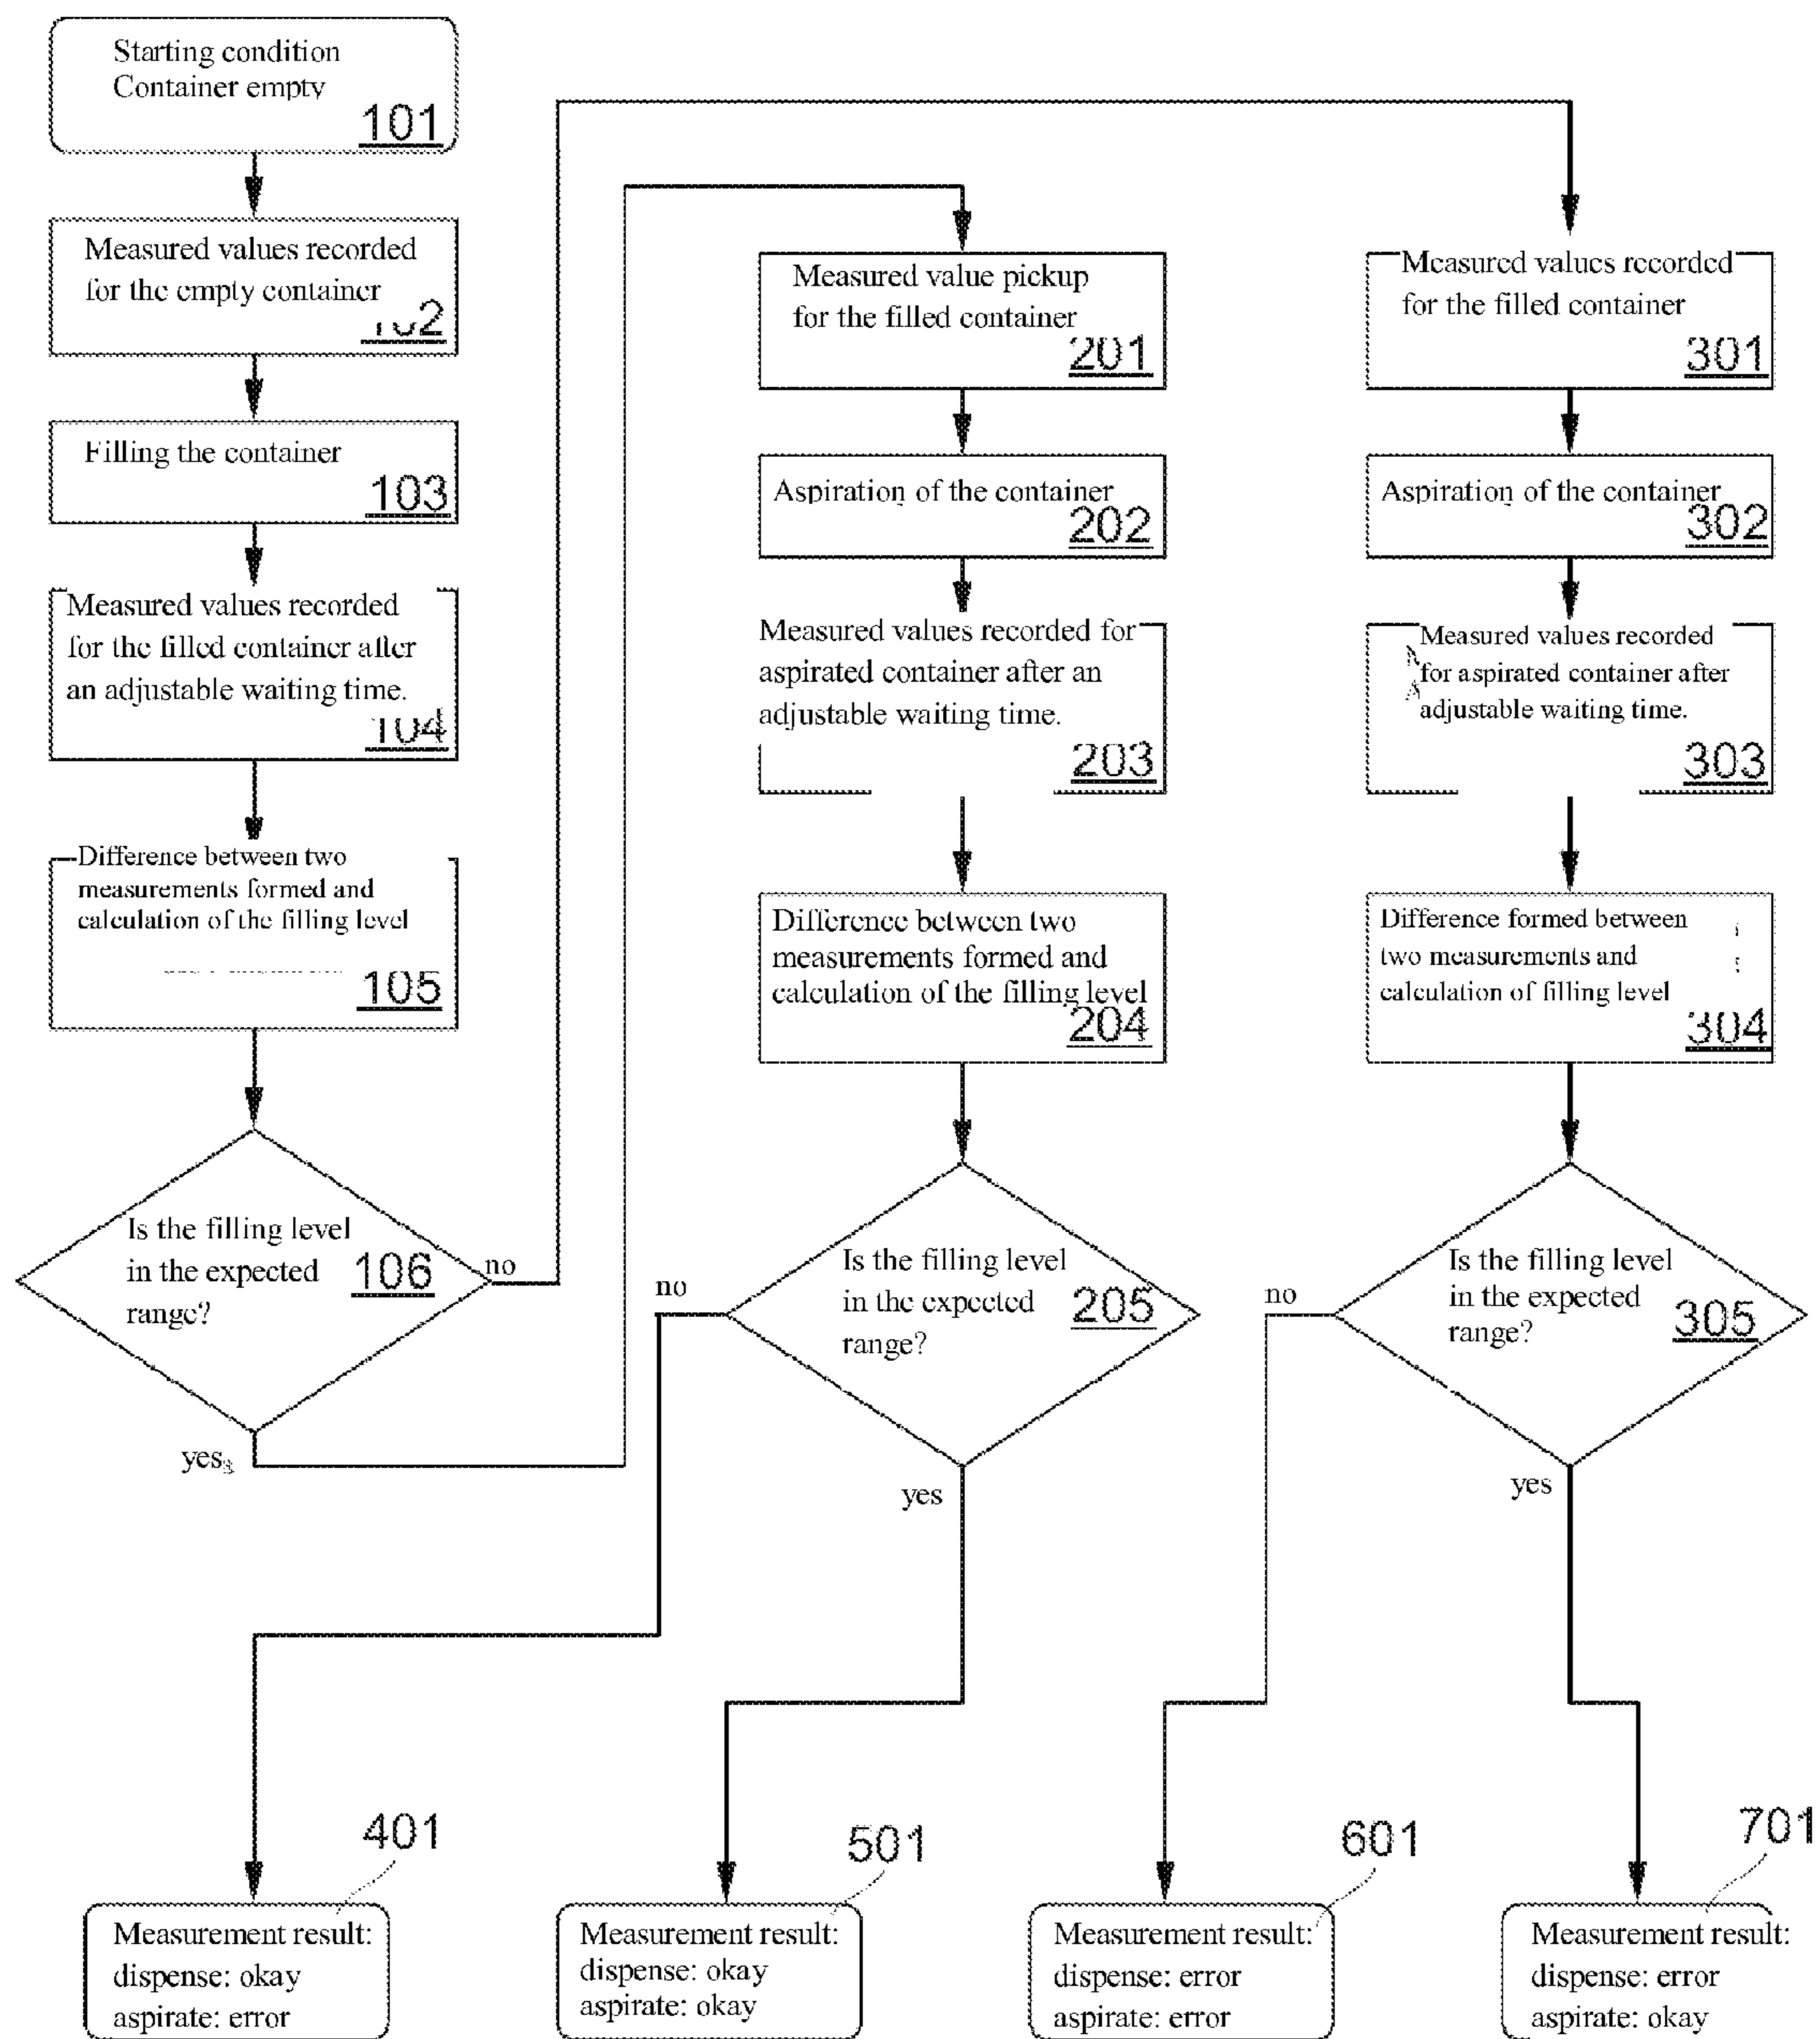 Starting condition
Container empty
101
Measured values recorded
for the empty container
102
Filling the container
103
Measured values recorded
for the filled container after
an adjustable waiting time.
104
Difference between two
measurements formed and
calculation of the filling level
105
Is the filling level
in the expected
range?
106
no
yes
Measured value pickup
for the filled container
201
Aspiration of the container
202
Measured values recorded for
aspirated container after an
adjustable waiting time.
203
Difference between two
measurements formed and
calculation of the filling level
204
Is the filling level
in the expected
range?
205
no
yes
Measured values recorded
for the filled container
301
Aspiration of the container
302
Measured values recorded
for aspirated container after
adjustable waiting time.
303
Difference formed between
two measurements and
calculation of filling level
304
Is the filling level
in the expected
range?
305
no
yes
401
Measurement result:
dispense: okay
aspirate: error
501
Measurement result:
dispense: okay
aspirate: okay
601
Measurement result:
dispense: error
aspirate: error
701
Measurement result:
dispense: error
aspirate: okay